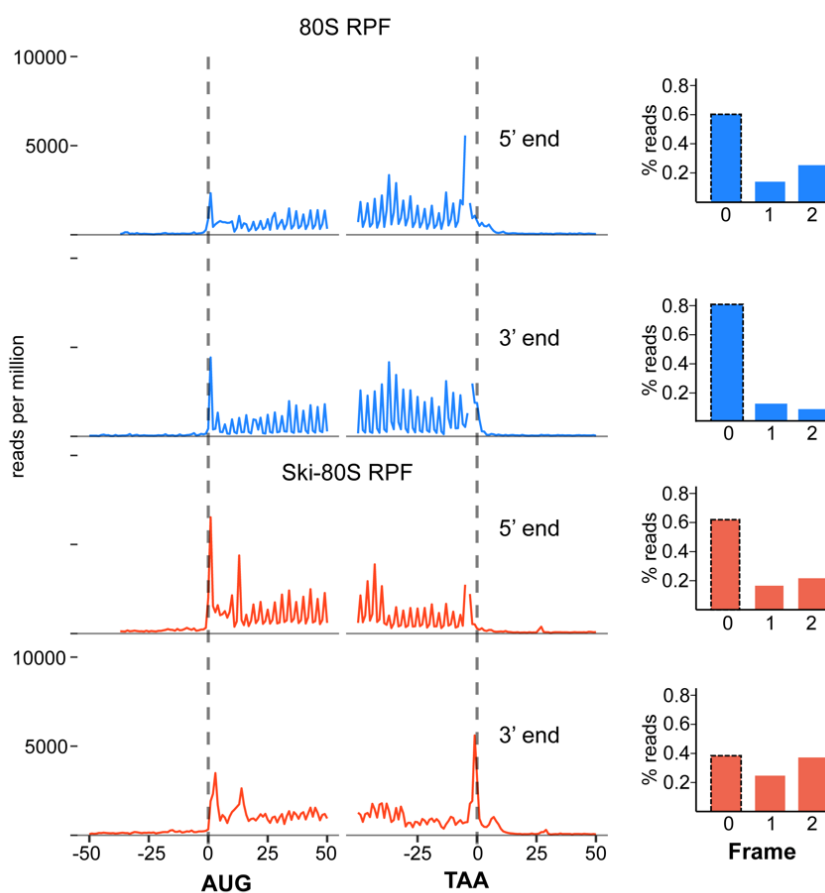 80S RPF
10000
5000
5' end
3' end
reads per million
Ski-80S RPF
5' end
10000
5000
3' end
-50 -25 0 25 50 -25 0 25 50
AUG TAA
% reads
0.8
0.6
0.4
0.2
0 1 2
% reads
0.8
0.6
0.4
0.2
0 1 2
% reads
0.8
0.6
0.4
0.2
0 1 2
% reads
0.8
0.6
0.4
0.2
0 1 2
Frame